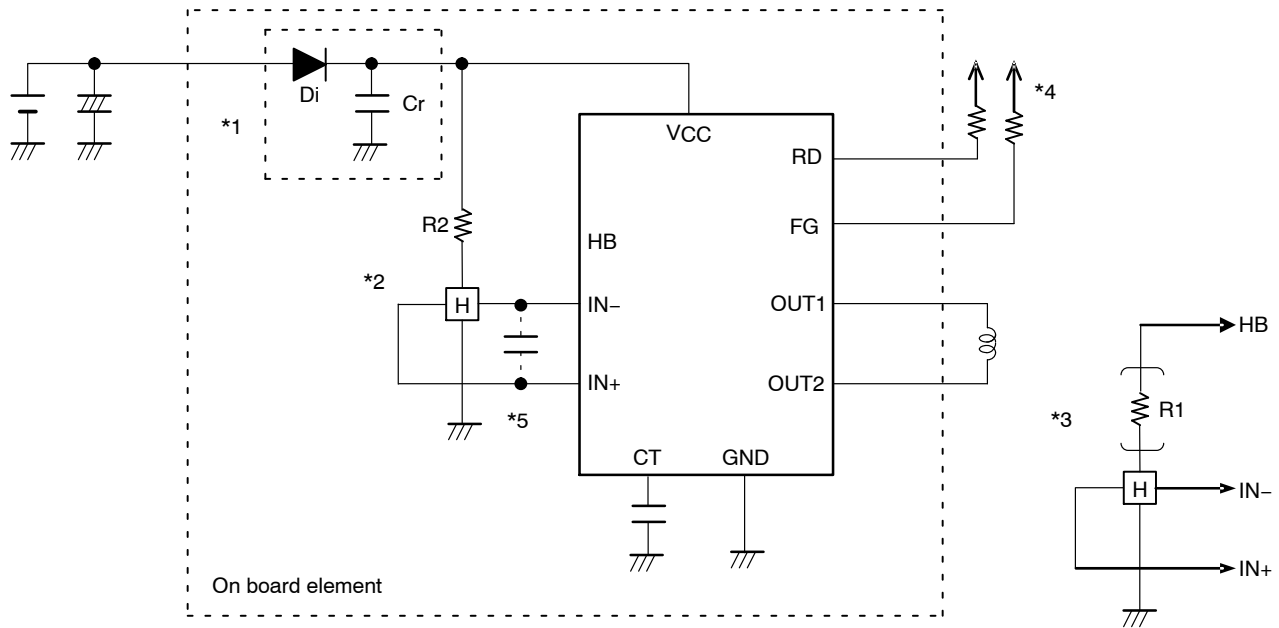 *1
Di
Cr
VCC
RD
*4
R2
HB
FG
*2
H
IN−
OUT1
IN+
OUT2
*5
CT
GND
On board element
HB
*3
R1
H
IN−
IN+